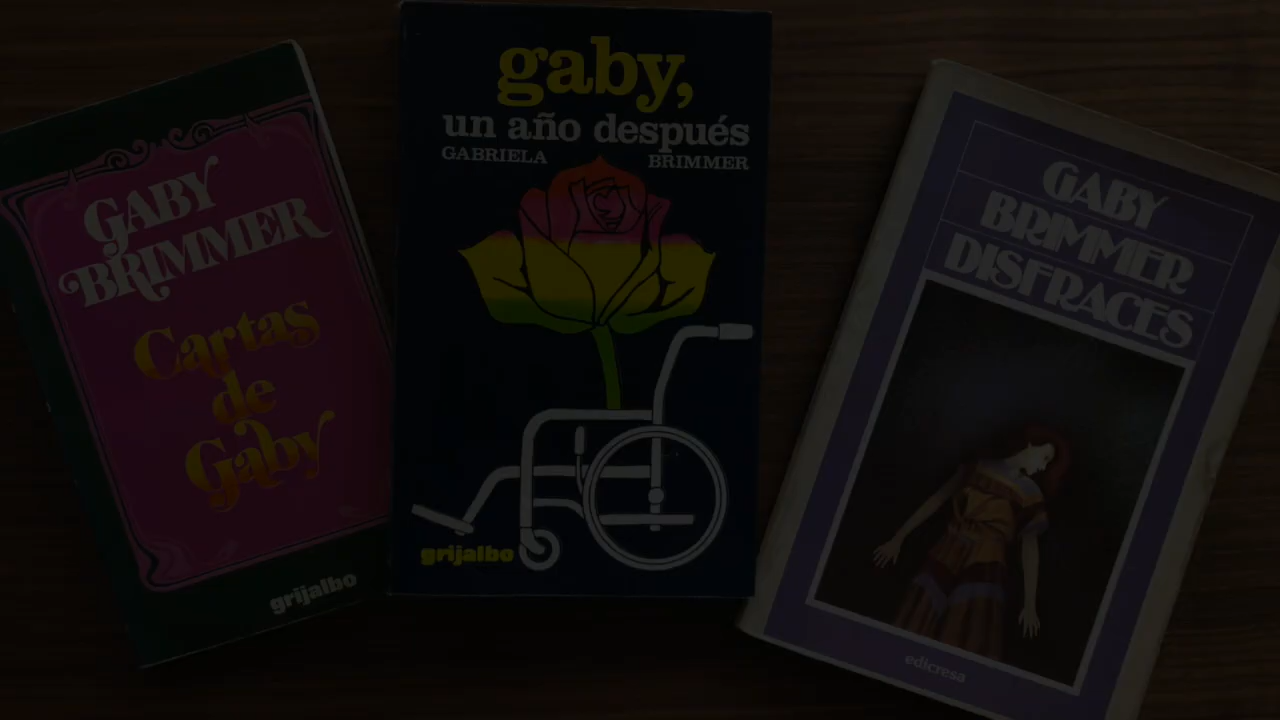 GABY
BRIMMER
Cartas
de
Gaby
grijalbo
gaby,
un año después
GABRIELA BRIMMER
grijalbo
GABY
BRIMMER
DISFRACES
edicresa